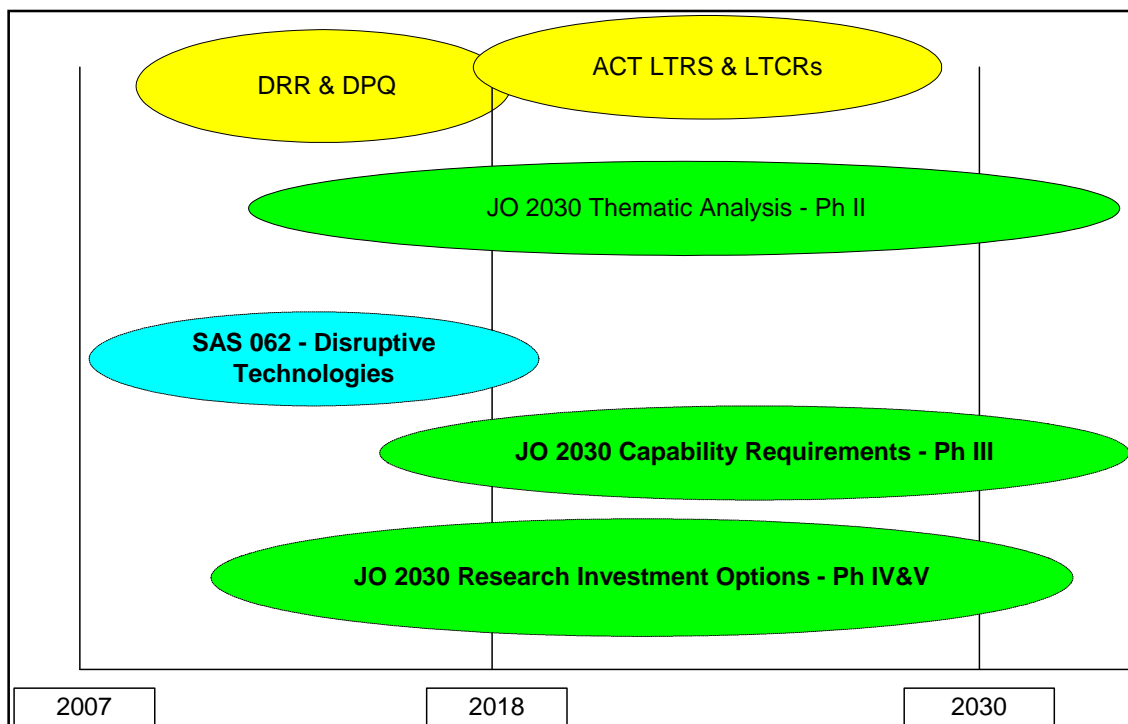 DRR & DPQ
ACT LTRS & LTCRs
JO 2030 Thematic Analysis - Ph II
SAS 062 - Disruptive
Technologies
JO 2030 Capability Requirements - Ph III
JO 2030 Research Investment Options - Ph IV&V
2007
2018
2030